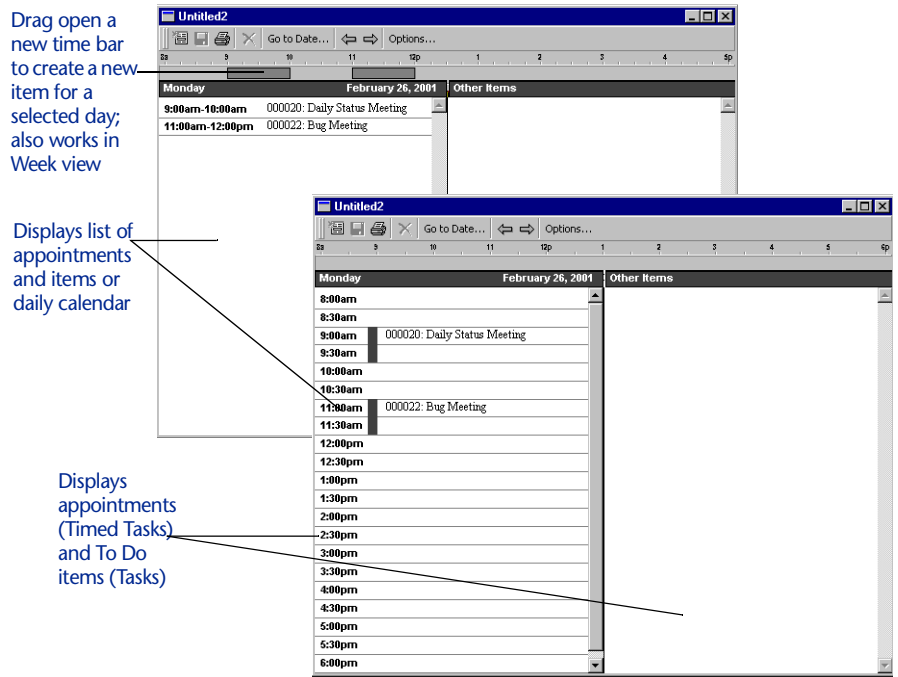 Drag open a
new time bar
to create a new
item for a
selected day;
also works in
Week view
Untitled2
Go to Date... Options...
8a 9 10 11 12p 1 2 3 4 5p
Monday February 26, 2001 Other Items
9:00am-10:00am 000020: Daily Status Meeting
11:00am-12:00pm 000022: Bug Meeting
Displays list of
appointments
and items or
daily calendar
Untitled2
Go to Date... Options...
8a 9 10 11 12p 1 2 3 4 5 6p
Monday February 26, 2001 Other Items
8:00am
8:30am
9:00am 000020: Daily Status Meeting
9:30am
10:00am
10:30am
11:00am 000022: Bug Meeting
11:30am
12:00pm
12:30pm
1:00pm
1:30pm
2:00pm
2:30pm
3:00pm
3:30pm
4:00pm
4:30pm
5:00pm
5:30pm
6:00pm
Displays
appointments
(Timed Tasks)
and To Do
items (Tasks)